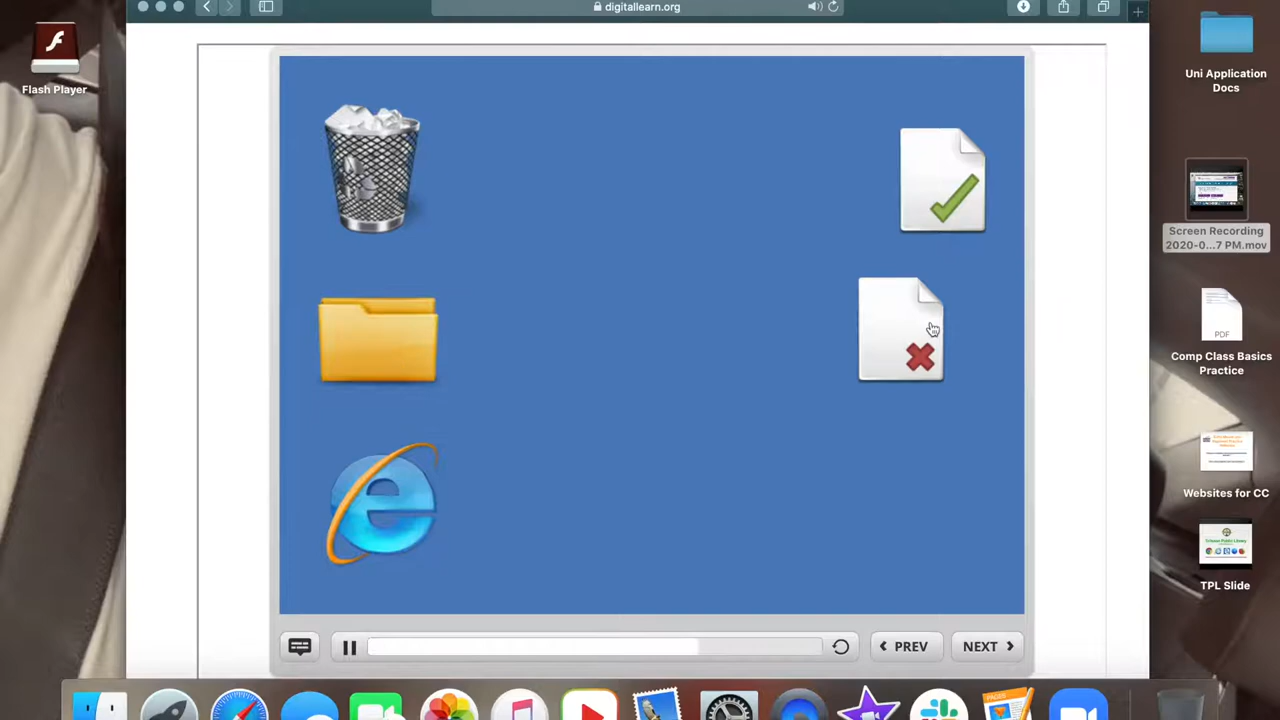 digitallearn.org
Flash Player
Uni Application
Docs
Screen Recording
2020-0...7 PM.mov
PDF
Comp Class Basics
Practice
Websites for CC
TPL Slide
PREV
NEXT